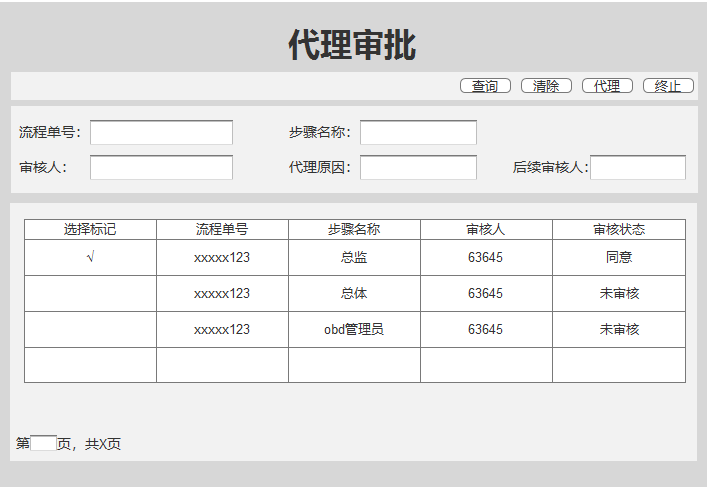 代理审批
查询 清除 代理 终止
流程单号： 步骤名称：
审核人： 代理原因： 后续审核人：
选择标记 流程单号 步骤名称 审核人 审核状态
√ xxxxx123 总监 63645 同意
xxxxx123 总体 63645 未审核
xxxxx123 obd管理员 63645 未审核
第 页，共X页